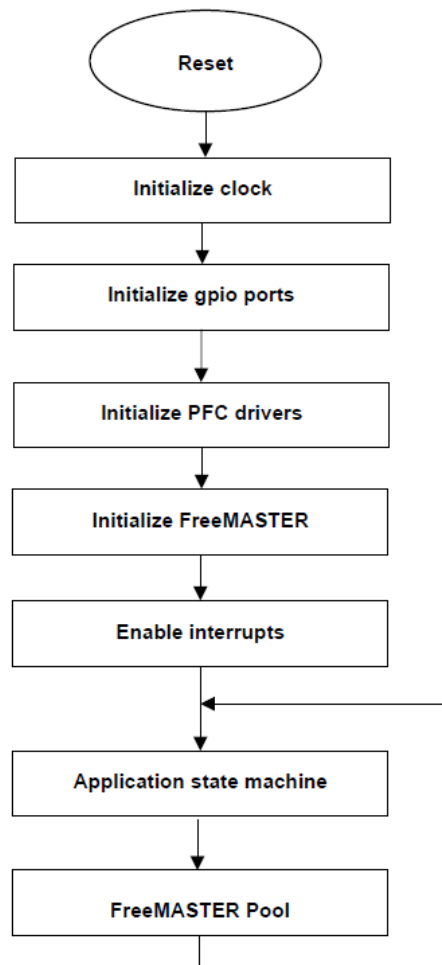 Reset
Initialize clock
Initialize gpio ports
Initialize PFC drivers
Initialize FreeMASTER
Enable interrupts
Application state machine
FreeMASTER Pool